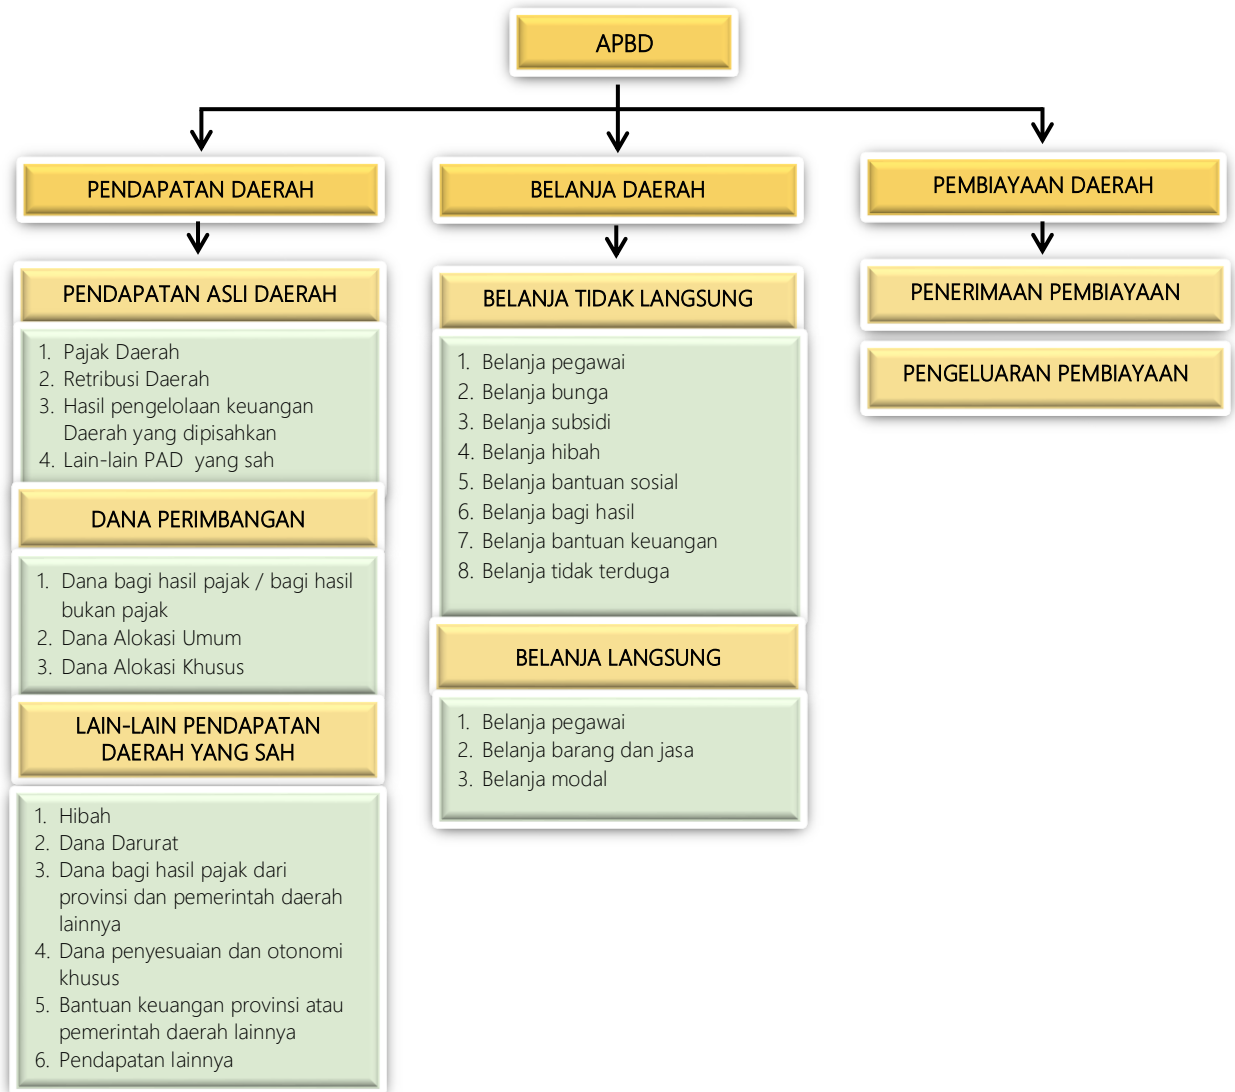 APBD
PENDAPATAN DAERAH
PENDAPATAN ASLI DAERAH
1. Pajak Daerah
2. Retribusi Daerah
3. Hasil pengelolaan keuangan
Daerah yang dipisahkan
4. Lain-lain PAD yang sah
DANA PERIMBANGAN
1. Dana bagi hasil pajak / bagi hasil
bukan pajak
2. Dana Alokasi Umum
3. Dana Alokasi Khusus
LAIN-LAIN PENDAPATAN
DAERAH YANG SAH
1. Hibah
2. Dana Darurat
3. Dana bagi hasil pajak dari
provinsi dan pemerintah daerah
lainnya
4. Dana penyesuaian dan otonomi
khusus
5. Bantuan keuangan provinsi atau
pemerintah daerah lainnya
6. Pendapatan lainnya
BELANJA DAERAH
BELANJA TIDAK LANGSUNG
1. Belanja pegawai
2. Belanja bunga
3. Belanja subsidi
4. Belanja hibah
5. Belanja bantuan sosial
6. Belanja bagi hasil
7. Belanja bantuan keuangan
8. Belanja tidak terduga
BELANJA LANGSUNG
1. Belanja pegawai
2. Belanja barang dan jasa
3. Belanja modal
PEMBIAYAAN DAERAH
PENERIMAAN PEMBIAYAAN
PENGELUARAN PEMBIAYAAN